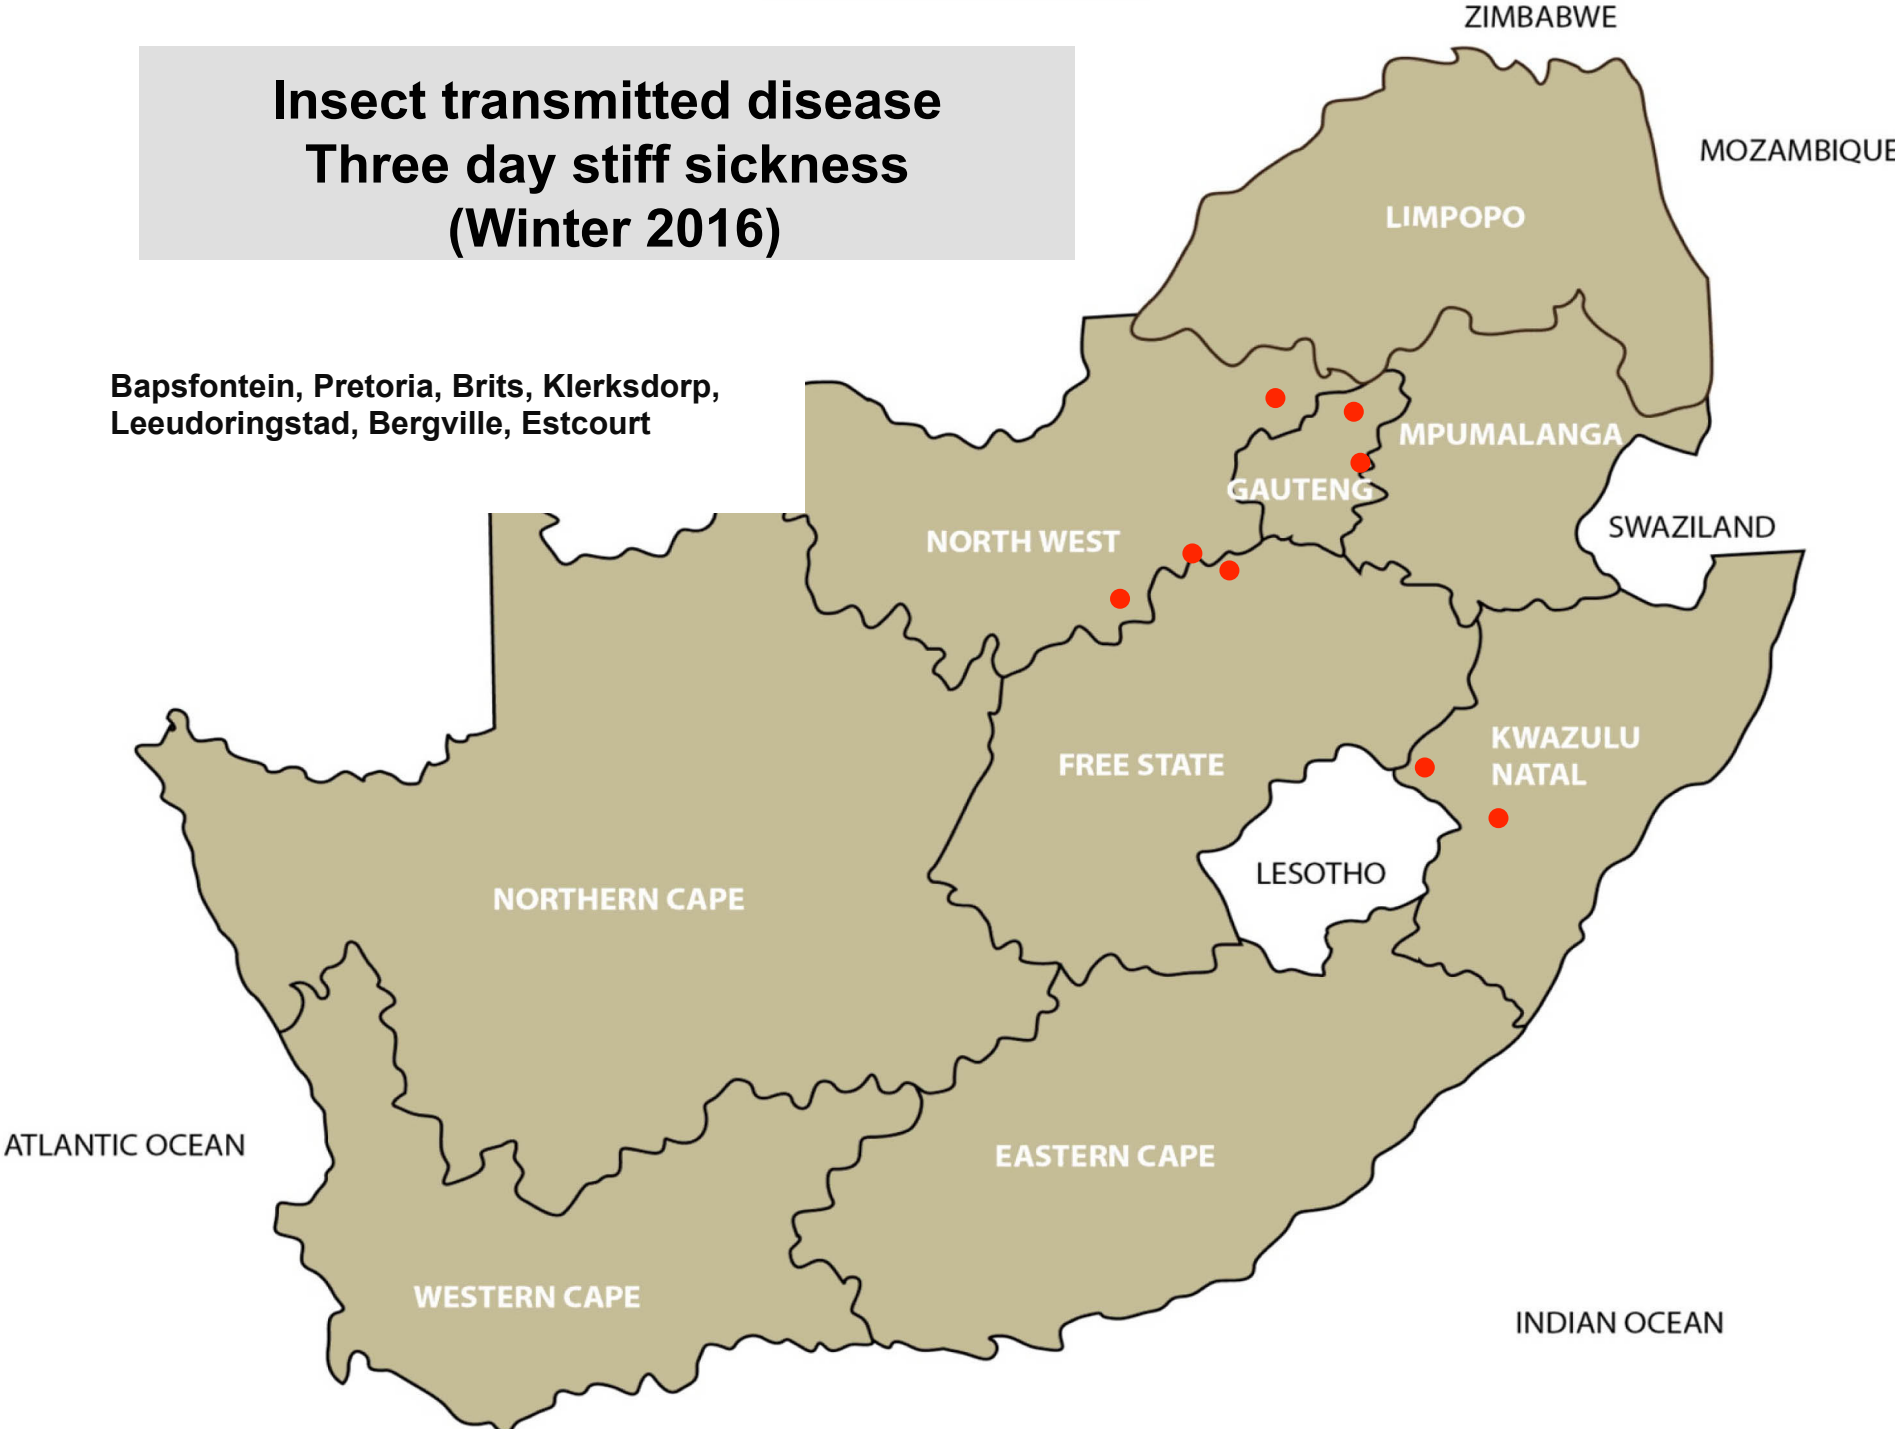 ZIMBABWE
Insect transmitted disease
Three day stiff sickness
(Winter 2016)
MOZAMBIQUE
LIMPOPO
Bapsfontein, Pretoria, Brits, Klerksdorp,
Leeudoringstad, Bergville, Estcourt
MPUMALANGA
GAUTENG
SWAZILAND
NORTH WEST
KWAZULU
NATAL
FREE STATE
LESOTHO
NORTHERN CAPE
ATLANTIC OCEAN
EASTERN CAPE
WESTERN CAPE
INDIAN OCEAN